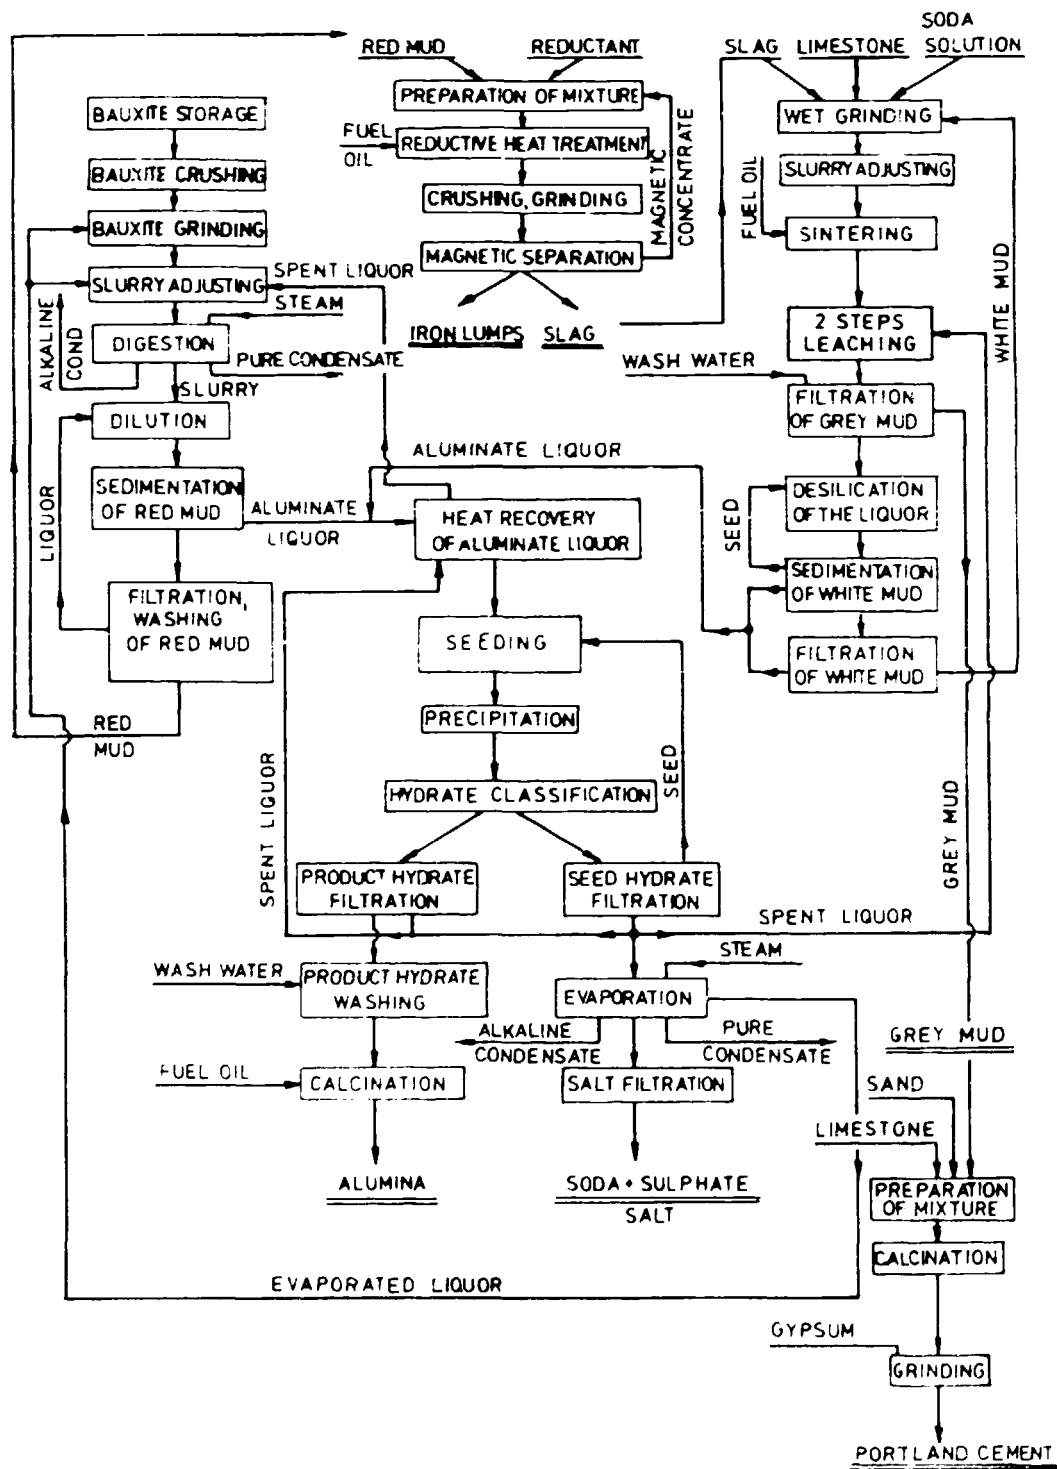 RED MUD
REDUCTANT
SLAG
LIMESTONE
SODA
SOLUTION
PREPARATION OF MIXTURE
FUEL
OIL
REDUCTIVE HEAT TREATMENT
CRUSHING, GRINDING
MAGNETIC SEPARATION
MAGNETIC
CONCENTRATE
IRON LUMPS
SLAG
BAUXITE STORAGE
BAUXITE CRUSHING
BAUXITE GRINDING
SLURRY ADJUSTING
SPENT LIQUOR
STEAM
DIGESTION
ALKALINE
COND
PURE CONDENSATE
SLURRY
DILUTION
LIQUOR
SEDIMENTATION
OF RED MUD
ALUMINATE
LIQUOR
FILTRATION,
WASHING
OF RED MUD
RED
MUD
WET GRINDING
SLURRY ADJUSTING
FUEL OIL
SINTERING
WHITE MUD
2 STEPS
LEACHING
WASH WATER
FILTRATION
OF GREY MUD
ALUMINATE LIQUOR
DESILICATION
OF THE LIQUOR
SEED
SEDIMENTATION
OF WHITE MUD
FILTRATION
OF WHITE MUD
HEAT RECOVERY
OF ALUMINATE LIQUOR
SEEDING
PRECIPITATION
SEED
HYDRATE CLASSIFICATION
SPENT LIQUOR
PRODUCT HYDRATE
FILTRATION
SEED HYDRATE
FILTRATION
SPENT LIQUOR
GREY MUD
WASH WATER
PRODUCT HYDRATE
WASHING
STEAM
EVAPORATION
ALKALINE
CONDENSATE
PURE
CONDENSATE
FUEL OIL
CALCINATION
SALT FILTRATION
ALUMINA
SODA + SULPHATE
SALT
GREY MUD
SAND
LIMESTONE
PREPARATION
OF MIXTURE
CALCINATION
EVAPORATED LIQUOR
GYPSUM
GRINDING
PORTLAND CEMENT